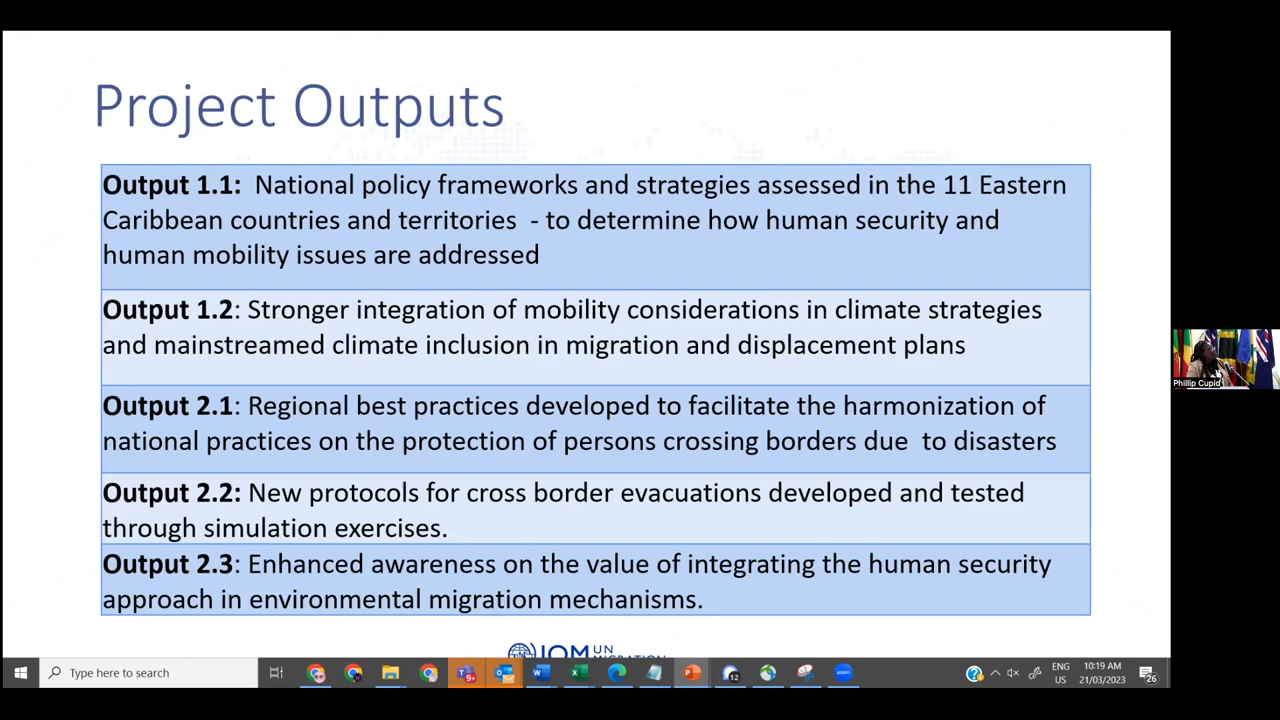 Project Outputs
Output 1.1: National policy frameworks and strategies assessed in the 11 Eastern
Caribbean countries and territories - to determine how human security and
human mobility issues are addressed
Output 1.2: Stronger integration of mobility considerations in climate strategies
and mainstreamed climate inclusion in migration and displacement plans
Output 2.1: Regional best practices developed to facilitate the harmonization of
national practices on the protection of persons crossing borders due to disasters
Output 2.2: New protocols for cross border evacuations developed and tested
through simulation exercises.
Output 2.3: Enhanced awareness on the value of integrating the human security
approach in environmental migration mechanisms.
IOM UN
MIGRATION
Phillip Cupid
Type here to search
9+
12
ENG
US
10:19 AM
21/03/2023
26